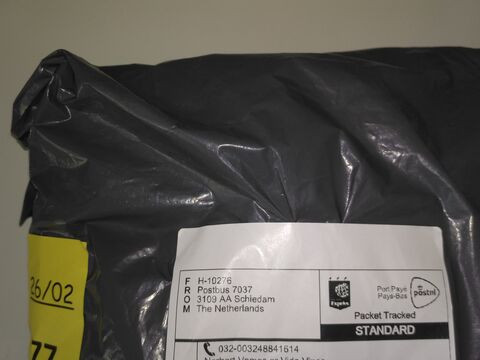 26/02
77
F
R
O
M
H-10276
Postbus 7037
3109 AA Schiedam
The Netherlands
Port Payé
Pays-Bas
postnl
Packet Tracked
STANDARD
032-003248841614